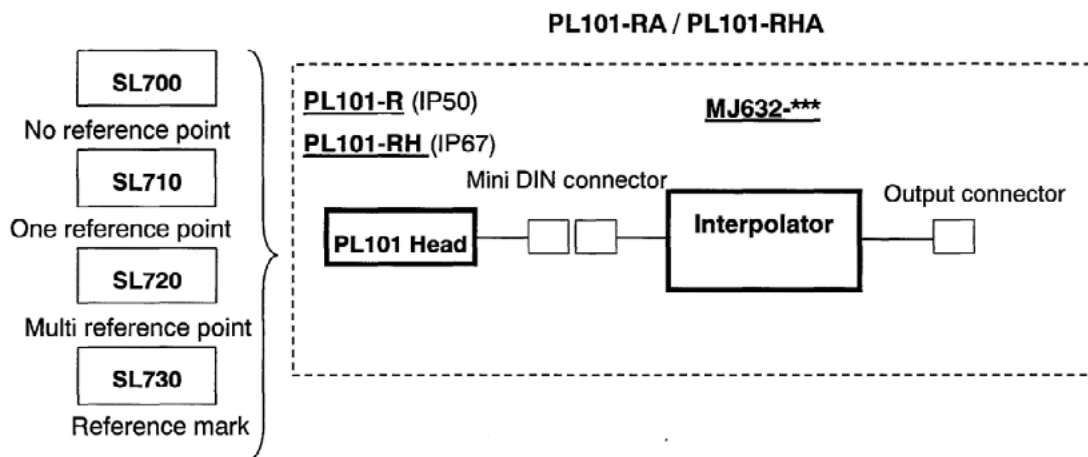 PL101-RA / PL101-RHA
SL700
No reference point
SL710
One reference point
SL720
Multi reference point
SL730
Reference mark
PL101-R (IP50)
PL101-RH (IP67)
MJ632-***
Mini DIN connector
PL101 Head
Interpolator
Output connector